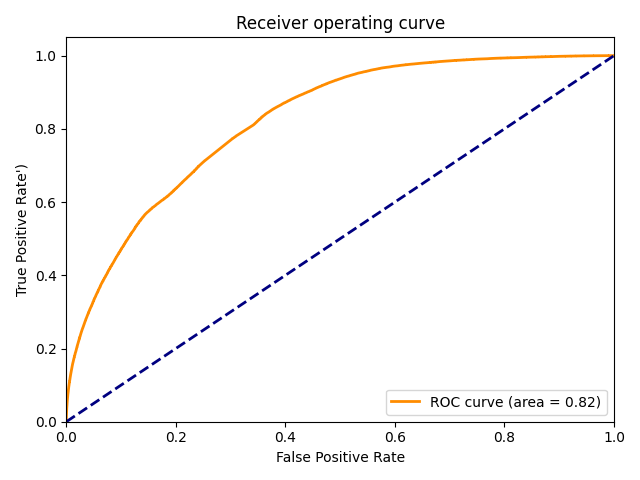 Receiver operating curve
True Positive Rate')
1.0
0.8
0.6
0.4
0.2
0.0
0.0 0.2 0.4 0.6 0.8 1.0
False Positive Rate
ROC curve (area = 0.82)